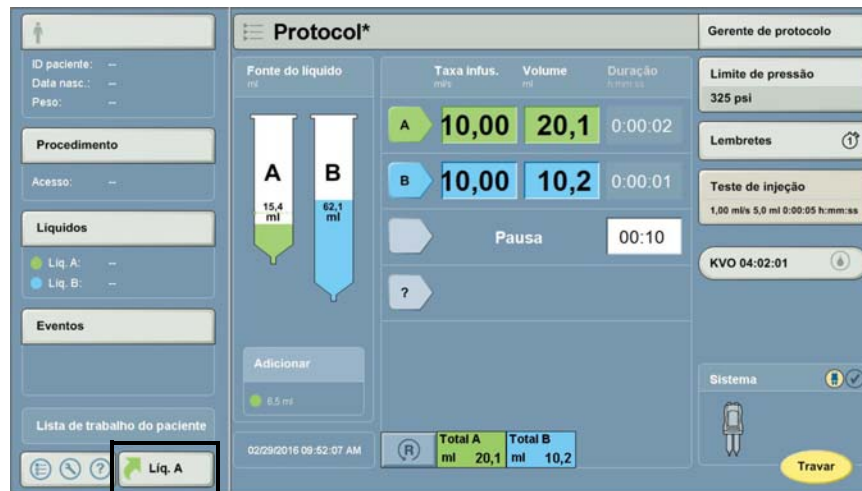 ID paciente: --
Data nasc.: --
Peso: --
Procedimento
Acesso: --
Líquidos
Líq. A: --
Líq. B: --
Eventos
Lista de trabalho do paciente
?
Líq. A
Protocol*
Fonte do líquido
ml
A
B
15,4
ml
62,1
ml
Adicionar
6,5 ml
02/29/2016 09:52:07 AM
Taxa infus. Volume Duração
ml/s ml h:mm:ss
A 10,00 20,1 0:00:02
B 10,00 10,2 0:00:01
Pausa 00:10
?
R
Total A Total B
ml 20,1 ml 10,2
Gerente de protocolo
Limite de pressão
325 psi
Lembretes 1
Teste de injeção
1,00 ml/s 5,0 ml 0:00:05 h:mm:ss
KVO 04:02:01
Sistema
Travar